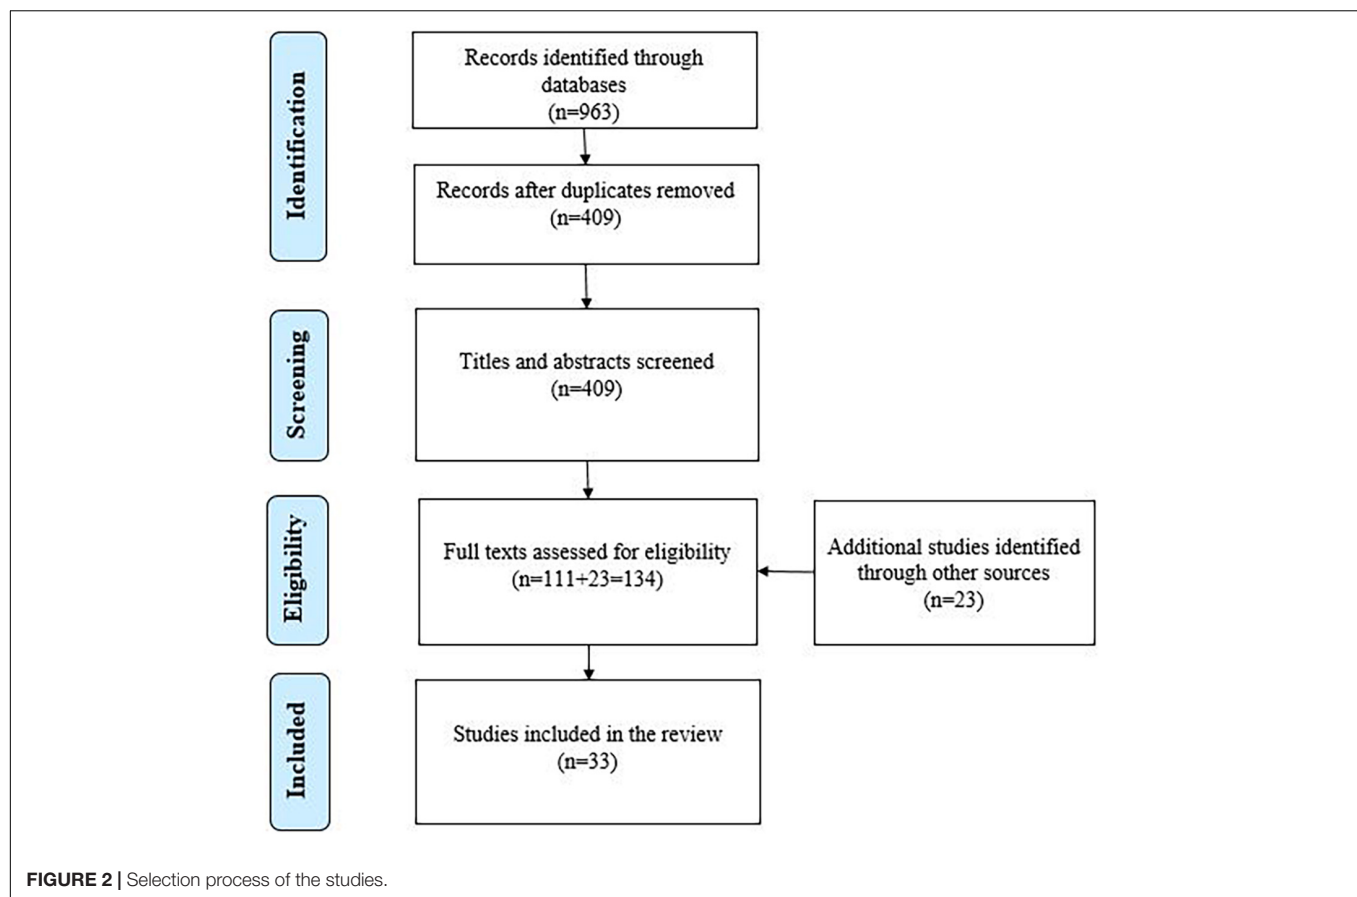 Identification
Records identified through
databases
(n=963)
Records after duplicates removed
(n=409)
Screening
Titles and abstracts screened
(n=409)
Eligibility
Full texts assessed for eligibility
(n=111+23=134)
Additional studies identified
through other sources
(n=23)
Included
Studies included in the review
(n=33)
FIGURE 2 | Selection process of the studies.